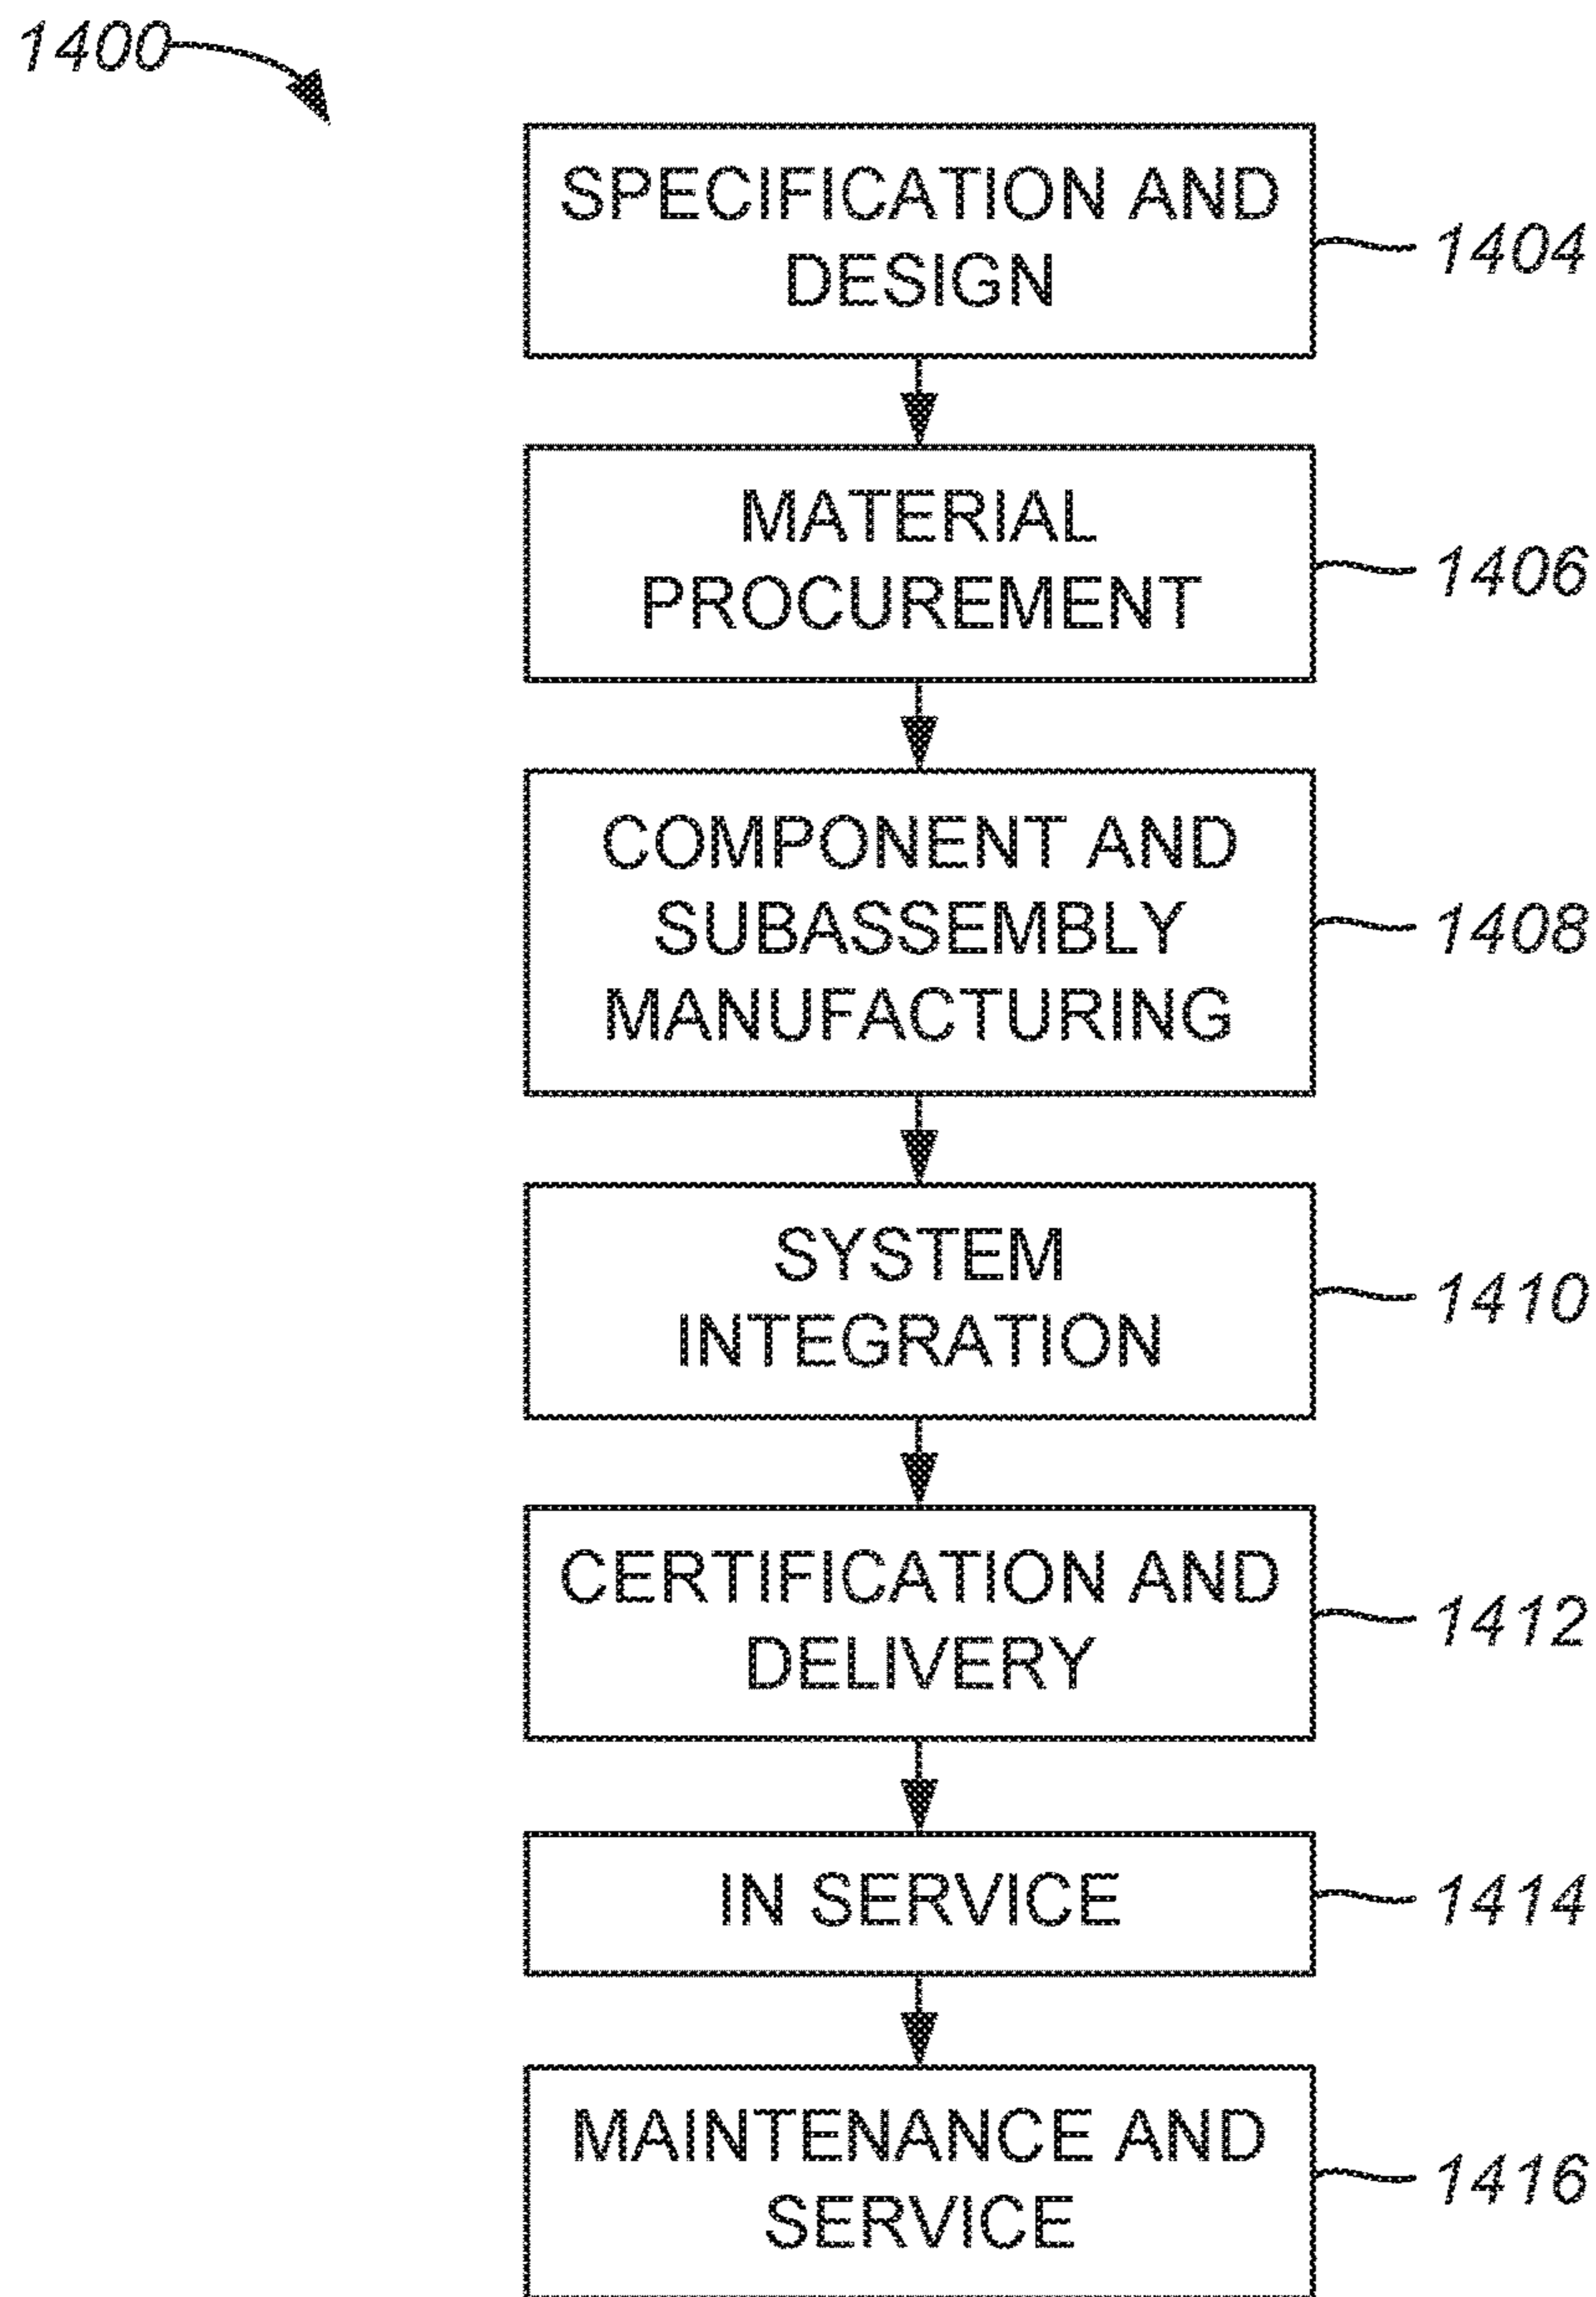 1400
SPECIFICATION AND
DESIGN
1404
MATERIAL
PROCUREMENT
1406
COMPONENT AND
SUBASSEMBLY
MANUFACTURING
1408
SYSTEM
INTEGRATION
1410
CERTIFICATION AND
DELIVERY
1412
IN SERVICE
1414
MAINTENANCE AND
SERVICE
1416